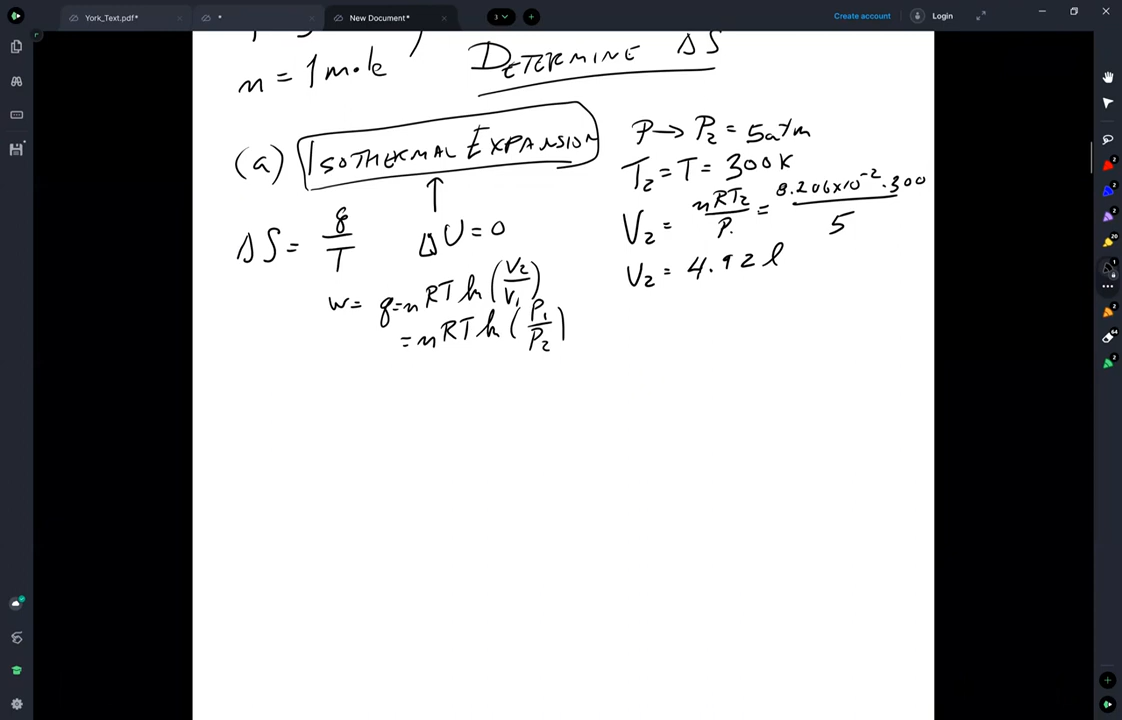 York_Text.pdf*
*
New Document*
3
Create account
Login
n = 1 mole
DETERMINE ΔS
(a) ISOTHERMAL EXPANSION
P → P2 = 5 atm
T2 = T = 300 K
V2 = nRT2 / P = 8.206x10^-2 . 300 / 5
V2 = 4.92 l
ΔS = q / T
ΔU = 0
w = q = nRT ln (V2 / V1)
= nRT ln (P1 / P2)